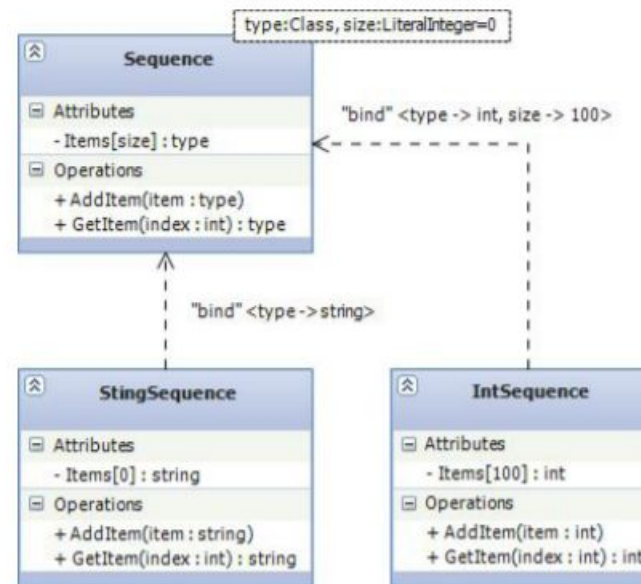 type:Class, size:LiteralInteger=0
Sequence
Attributes
- Items[size] : type
Operations
+ AddItem(item : type)
+ GetItem(index : int) : type
"bind" <type -> int, size -> 100>
"bind" <type -> string>
StingSequence
Attributes
- Items[0] : string
Operations
+ AddItem(item : string)
+ GetItem(index : int) : string
IntSequence
Attributes
- Items[100] : int
Operations
+ AddItem(item : int)
+ GetItem(index : int) : int